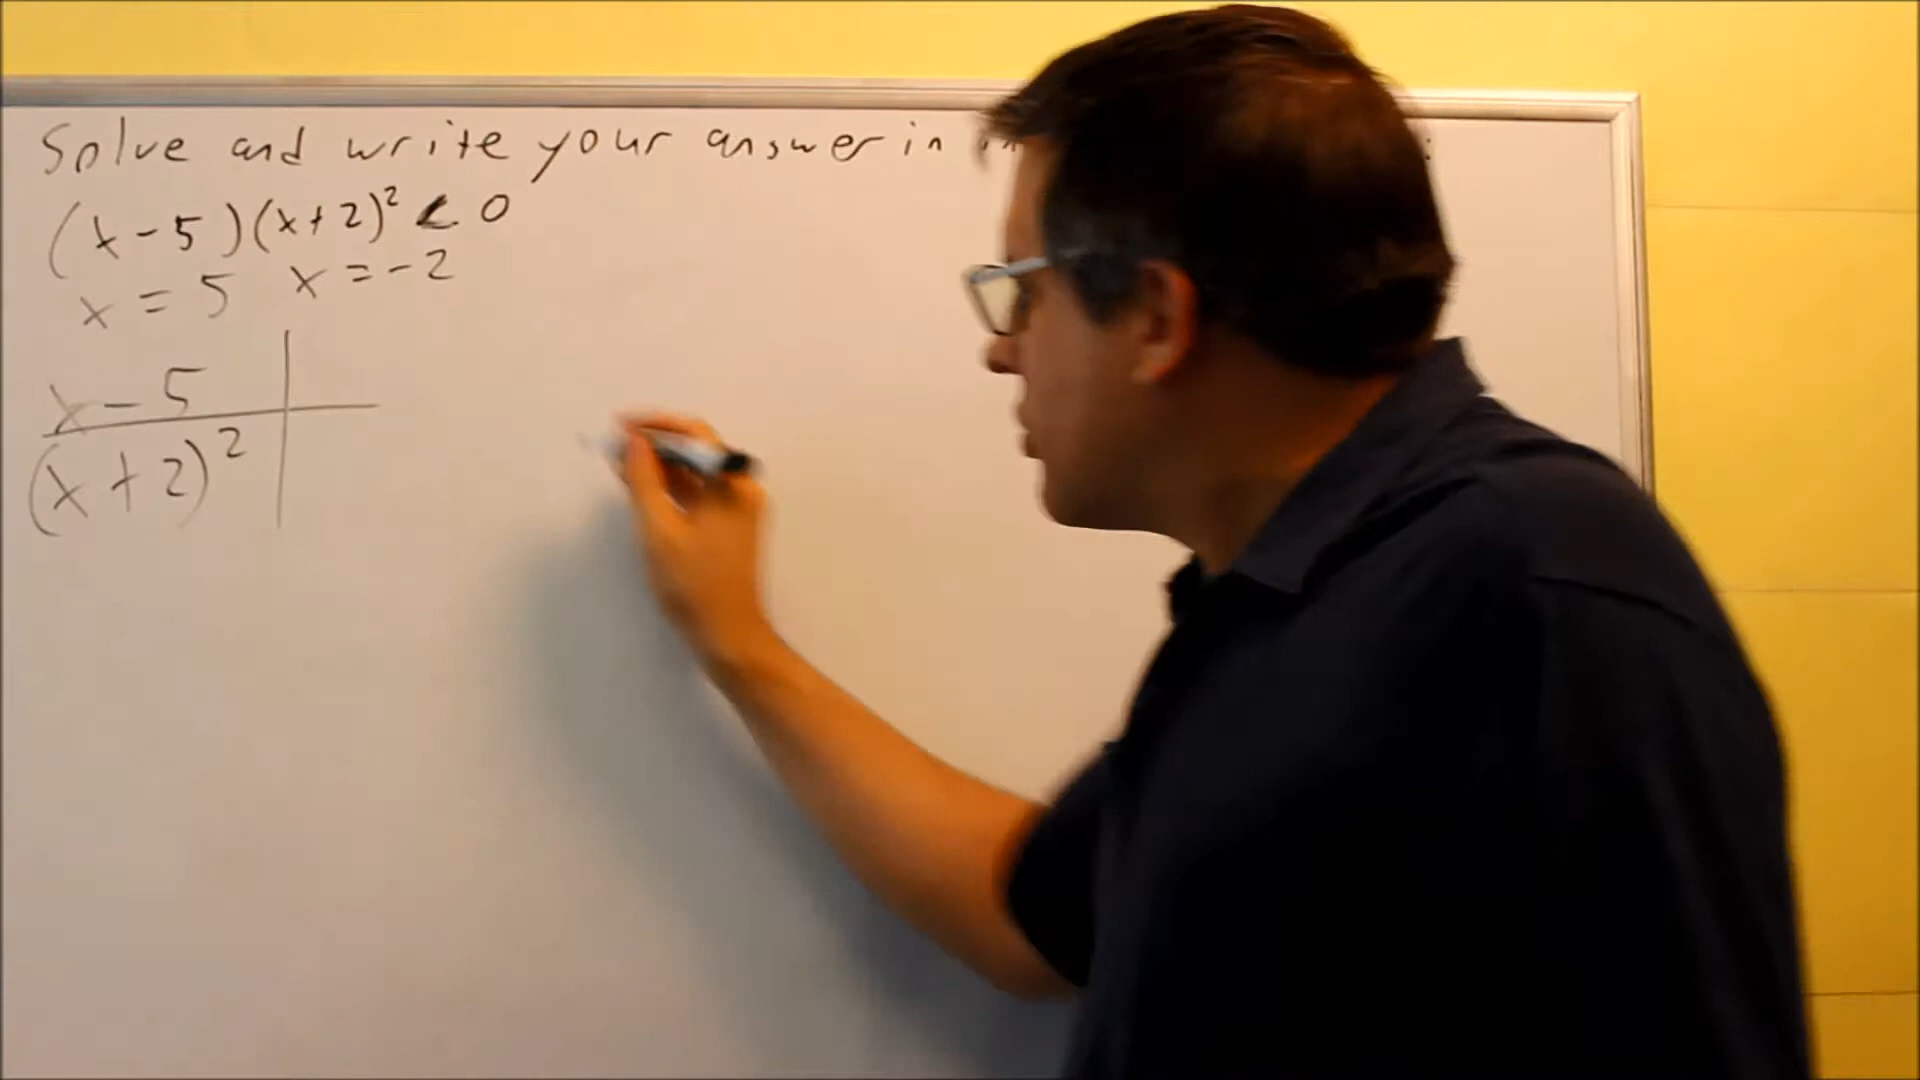 Solve and write your answer in
(x-5)(x+2)² < 0
x = 5 x = -2
x-5
(x+2)²